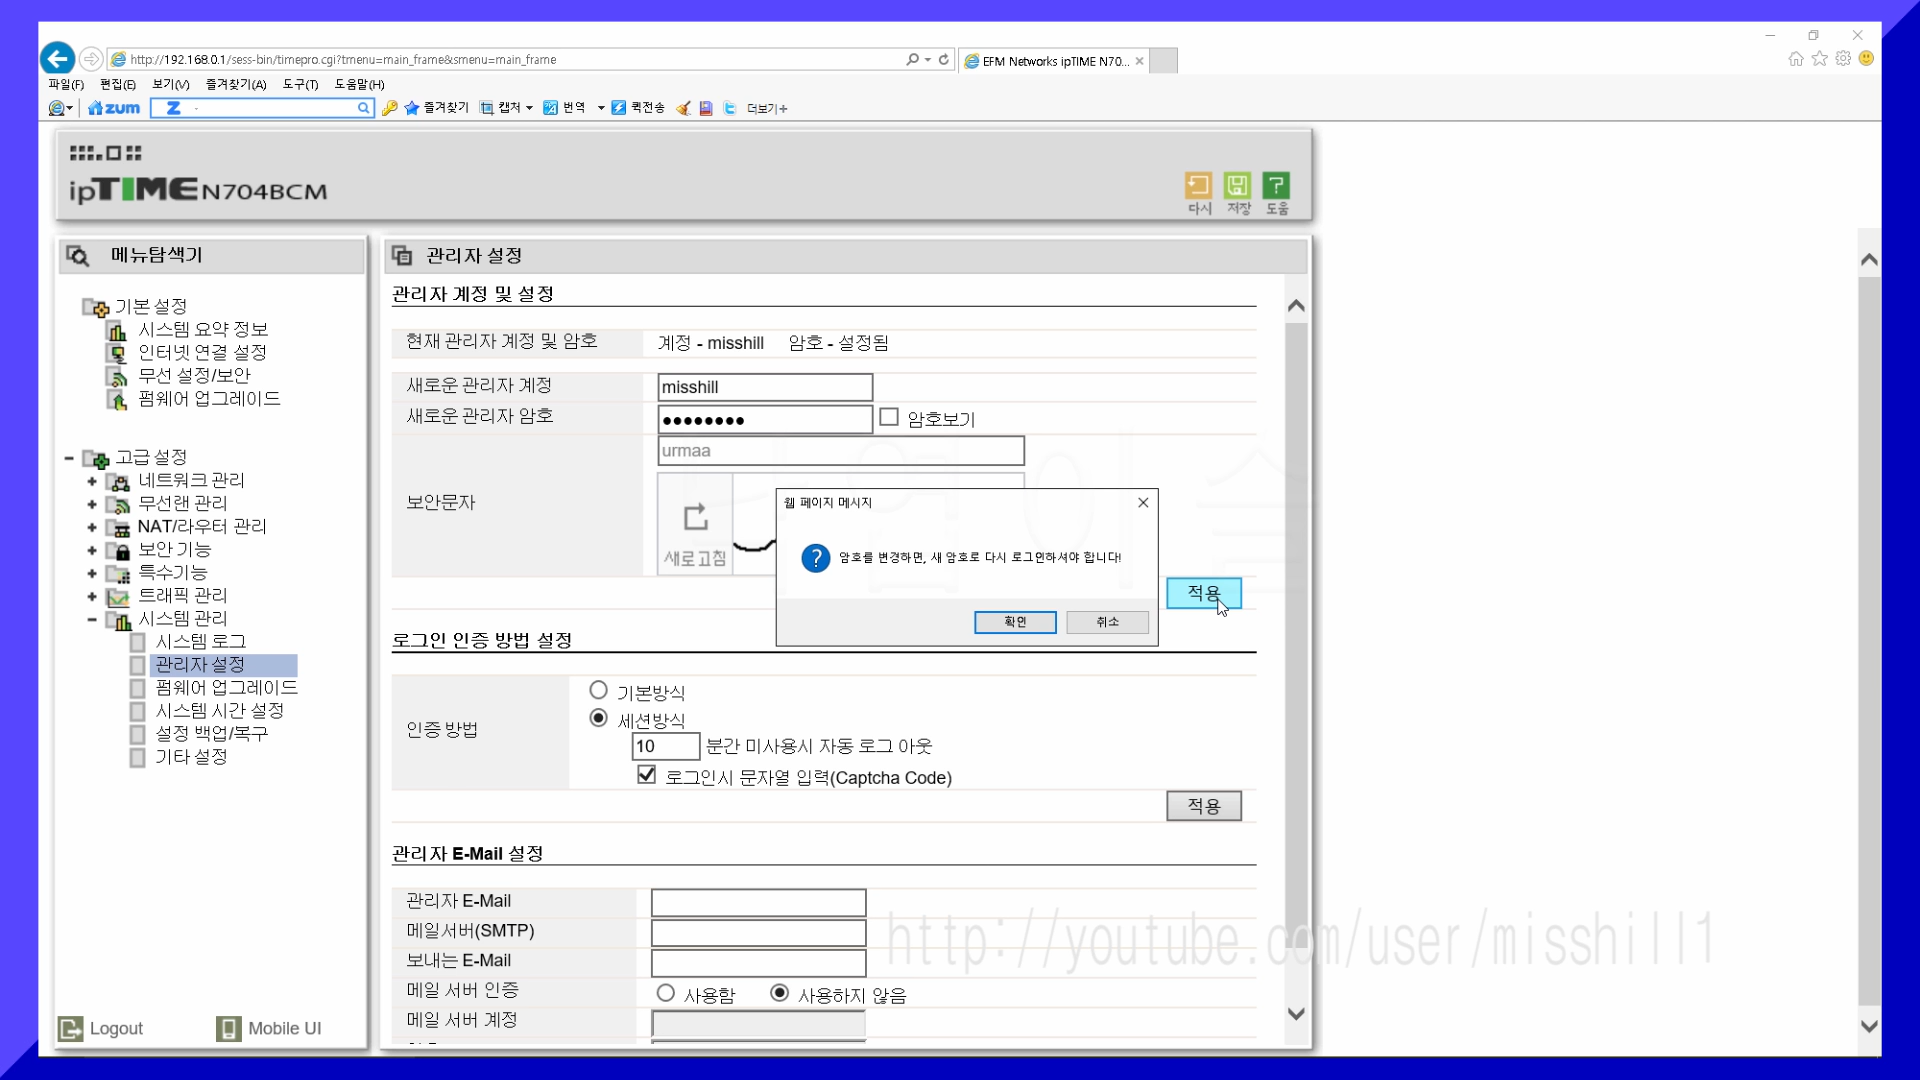 http://192.168.0.1/sess-bin/timepro.cgi?tmenu=main_frame&smenu=main_frame
EFM Networks ipTIME N70...
파일(F) 편집(E) 보기(V) 즐겨찾기(A) 도구(T) 도움말(H)
zum Z 즐겨찾기 캡처 번역 퀵전송 더보기+
ipTIME N704BCM
다시 저장 도움
메뉴탐색기
기본 설정
시스템 요약 정보
인터넷 연결 설정
무선 설정/보안
펌웨어 업그레이드
고급 설정
네트워크 관리
무선랜 관리
NAT/라우터 관리
보안 기능
특수기능
트래픽 관리
시스템 관리
시스템 로그
관리자 설정
펌웨어 업그레이드
시스템 시간 설정
설정 백업/복구
기타 설정
Logout Mobile UI
관리자 설정
관리자 계정 및 설정
현재 관리자 계정 및 암호 계정 - misshill 암호 - 설정됨
새로운 관리자 계정 misshill
새로운 관리자 암호 ●●●●●●●● 암호보기
urmaa
보안문자
새로고침
웹 페이지 메시지
암호를 변경하면, 새 암호로 다시 로그인하셔야 합니다!
확인 취소
적용
로그인 인증 방법 설정
인증 방법
기본방식
세션방식
10 분간 미사용시 자동 로그 아웃
로그인시 문자열 입력(Captcha Code)
적용
관리자 E-Mail 설정
관리자 E-Mail
메일서버(SMTP)
보내는 E-Mail
메일 서버 인증 사용함 사용하지 않음
메일 서버 계정
http://youtube.com/user/misshill1